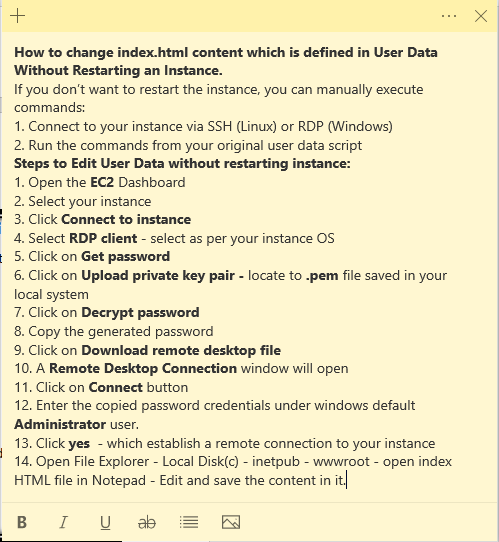 How to change index.html content which is defined in User Data
Without Restarting an Instance.
If you don't want to restart the instance, you can manually execute
commands:
1. Connect to your instance via SSH (Linux) or RDP (Windows)
2. Run the commands from your original user data script
Steps to Edit User Data without restarting instance:
1. Open the EC2 Dashboard
2. Select your instance
3. Click Connect to instance
4. Select RDP client - select as per your instance OS
5. Click on Get password
6. Click on Upload private key pair - locate to .pem file saved in your
local system
7. Click on Decrypt password
8. Copy the generated password
9. Click on Download remote desktop file
10. A Remote Desktop Connection window will open
11. Click on Connect button
12. Enter the copied password credentials under windows default
Administrator user.
13. Click yes  - which establish a remote connection to your instance
14. Open File Explorer - Local Disk(c) - inetpub - wwwroot - open index
HTML file in Notepad - Edit and save the content in it.
B I U ab